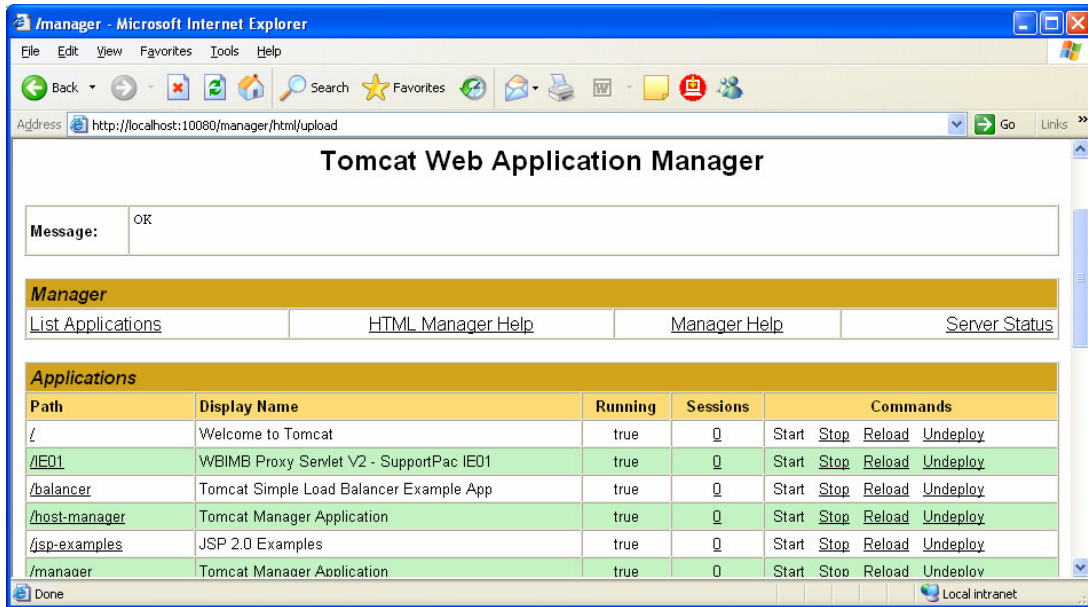 /manager - Microsoft Internet Explorer
File Edit View Favorites Tools Help
Back Search Favorites
Address http://localhost:10080/manager/html/upload Go Links »
Tomcat Web Application Manager
Message: OK
Manager
List Applications HTML Manager Help Manager Help Server Status
Applications
Path Display Name Running Sessions Commands
/ Welcome to Tomcat true 0 Start Stop Reload Undeploy
/IE01 WBIMB Proxy Servlet V2 - SupportPac IE01 true 0 Start Stop Reload Undeploy
/balancer Tomcat Simple Load Balancer Example App true 0 Start Stop Reload Undeploy
/host-manager Tomcat Manager Application true 0 Start Stop Reload Undeploy
/jsp-examples JSP 2.0 Examples true 0 Start Stop Reload Undeploy
/manager Tomcat Manager Application true 0 Start Stop Reload Undeploy
Done Local intranet